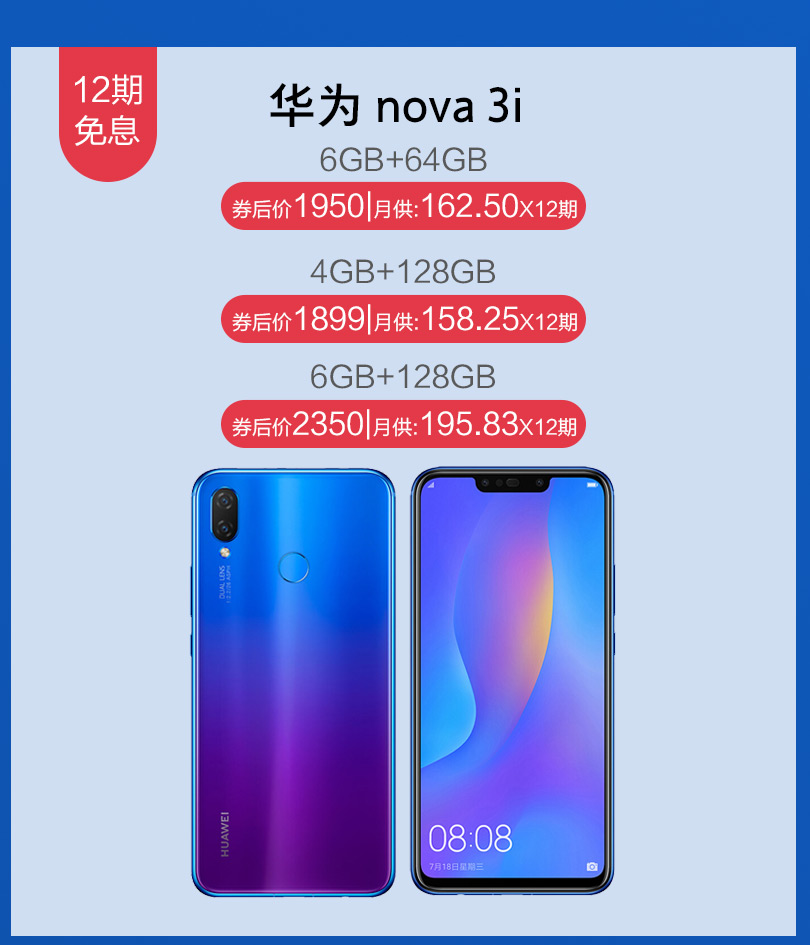 12期
免息
华为 nova 3i
6GB+64GB
券后价1950|月供:162.50X12期
4GB+128GB
券后价1899|月供:158.25X12期
6GB+128GB
券后价2350|月供:195.83X12期
DUAL LENS
HUAWEI
08:08
7月18日星期三